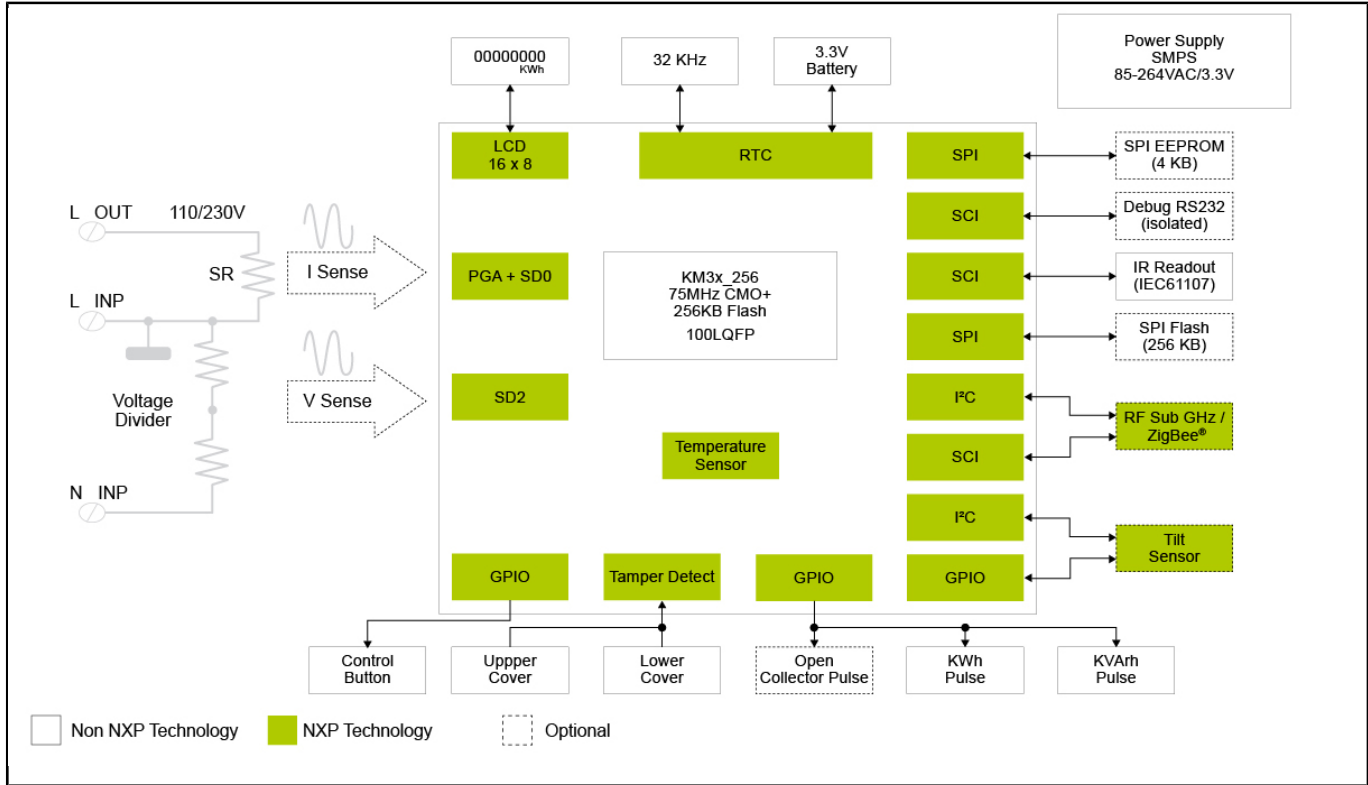 00000000
KWh
32 KHz
3.3V
Battery
Power Supply
SMPS
85-264VAC/3.3V
LCD
16 x 8
RTC
SPI
SPI EEPROM
(4 KB)
L OUT 110/230V
SCI
Debug RS232
(isolated)
SR
I Sense
PGA + SD0
KM3x_256
75MHz CMO+
256KB Flash
100LQFP
SCI
IR Readout
(IEC61107)
L INP
SPI
SPI Flash
(256 KB)
Voltage
Divider
V Sense
SD2
I²C
RF Sub GHz /
ZigBee®
Temperature
Sensor
SCI
N INP
I²C
Tilt
Sensor
GPIO
Tamper Detect
GPIO
GPIO
Control
Button
Uppper
Cover
Lower
Cover
Open
Collector Pulse
KWh
Pulse
KVArh
Pulse
Non NXP Technology
NXP Technology
Optional